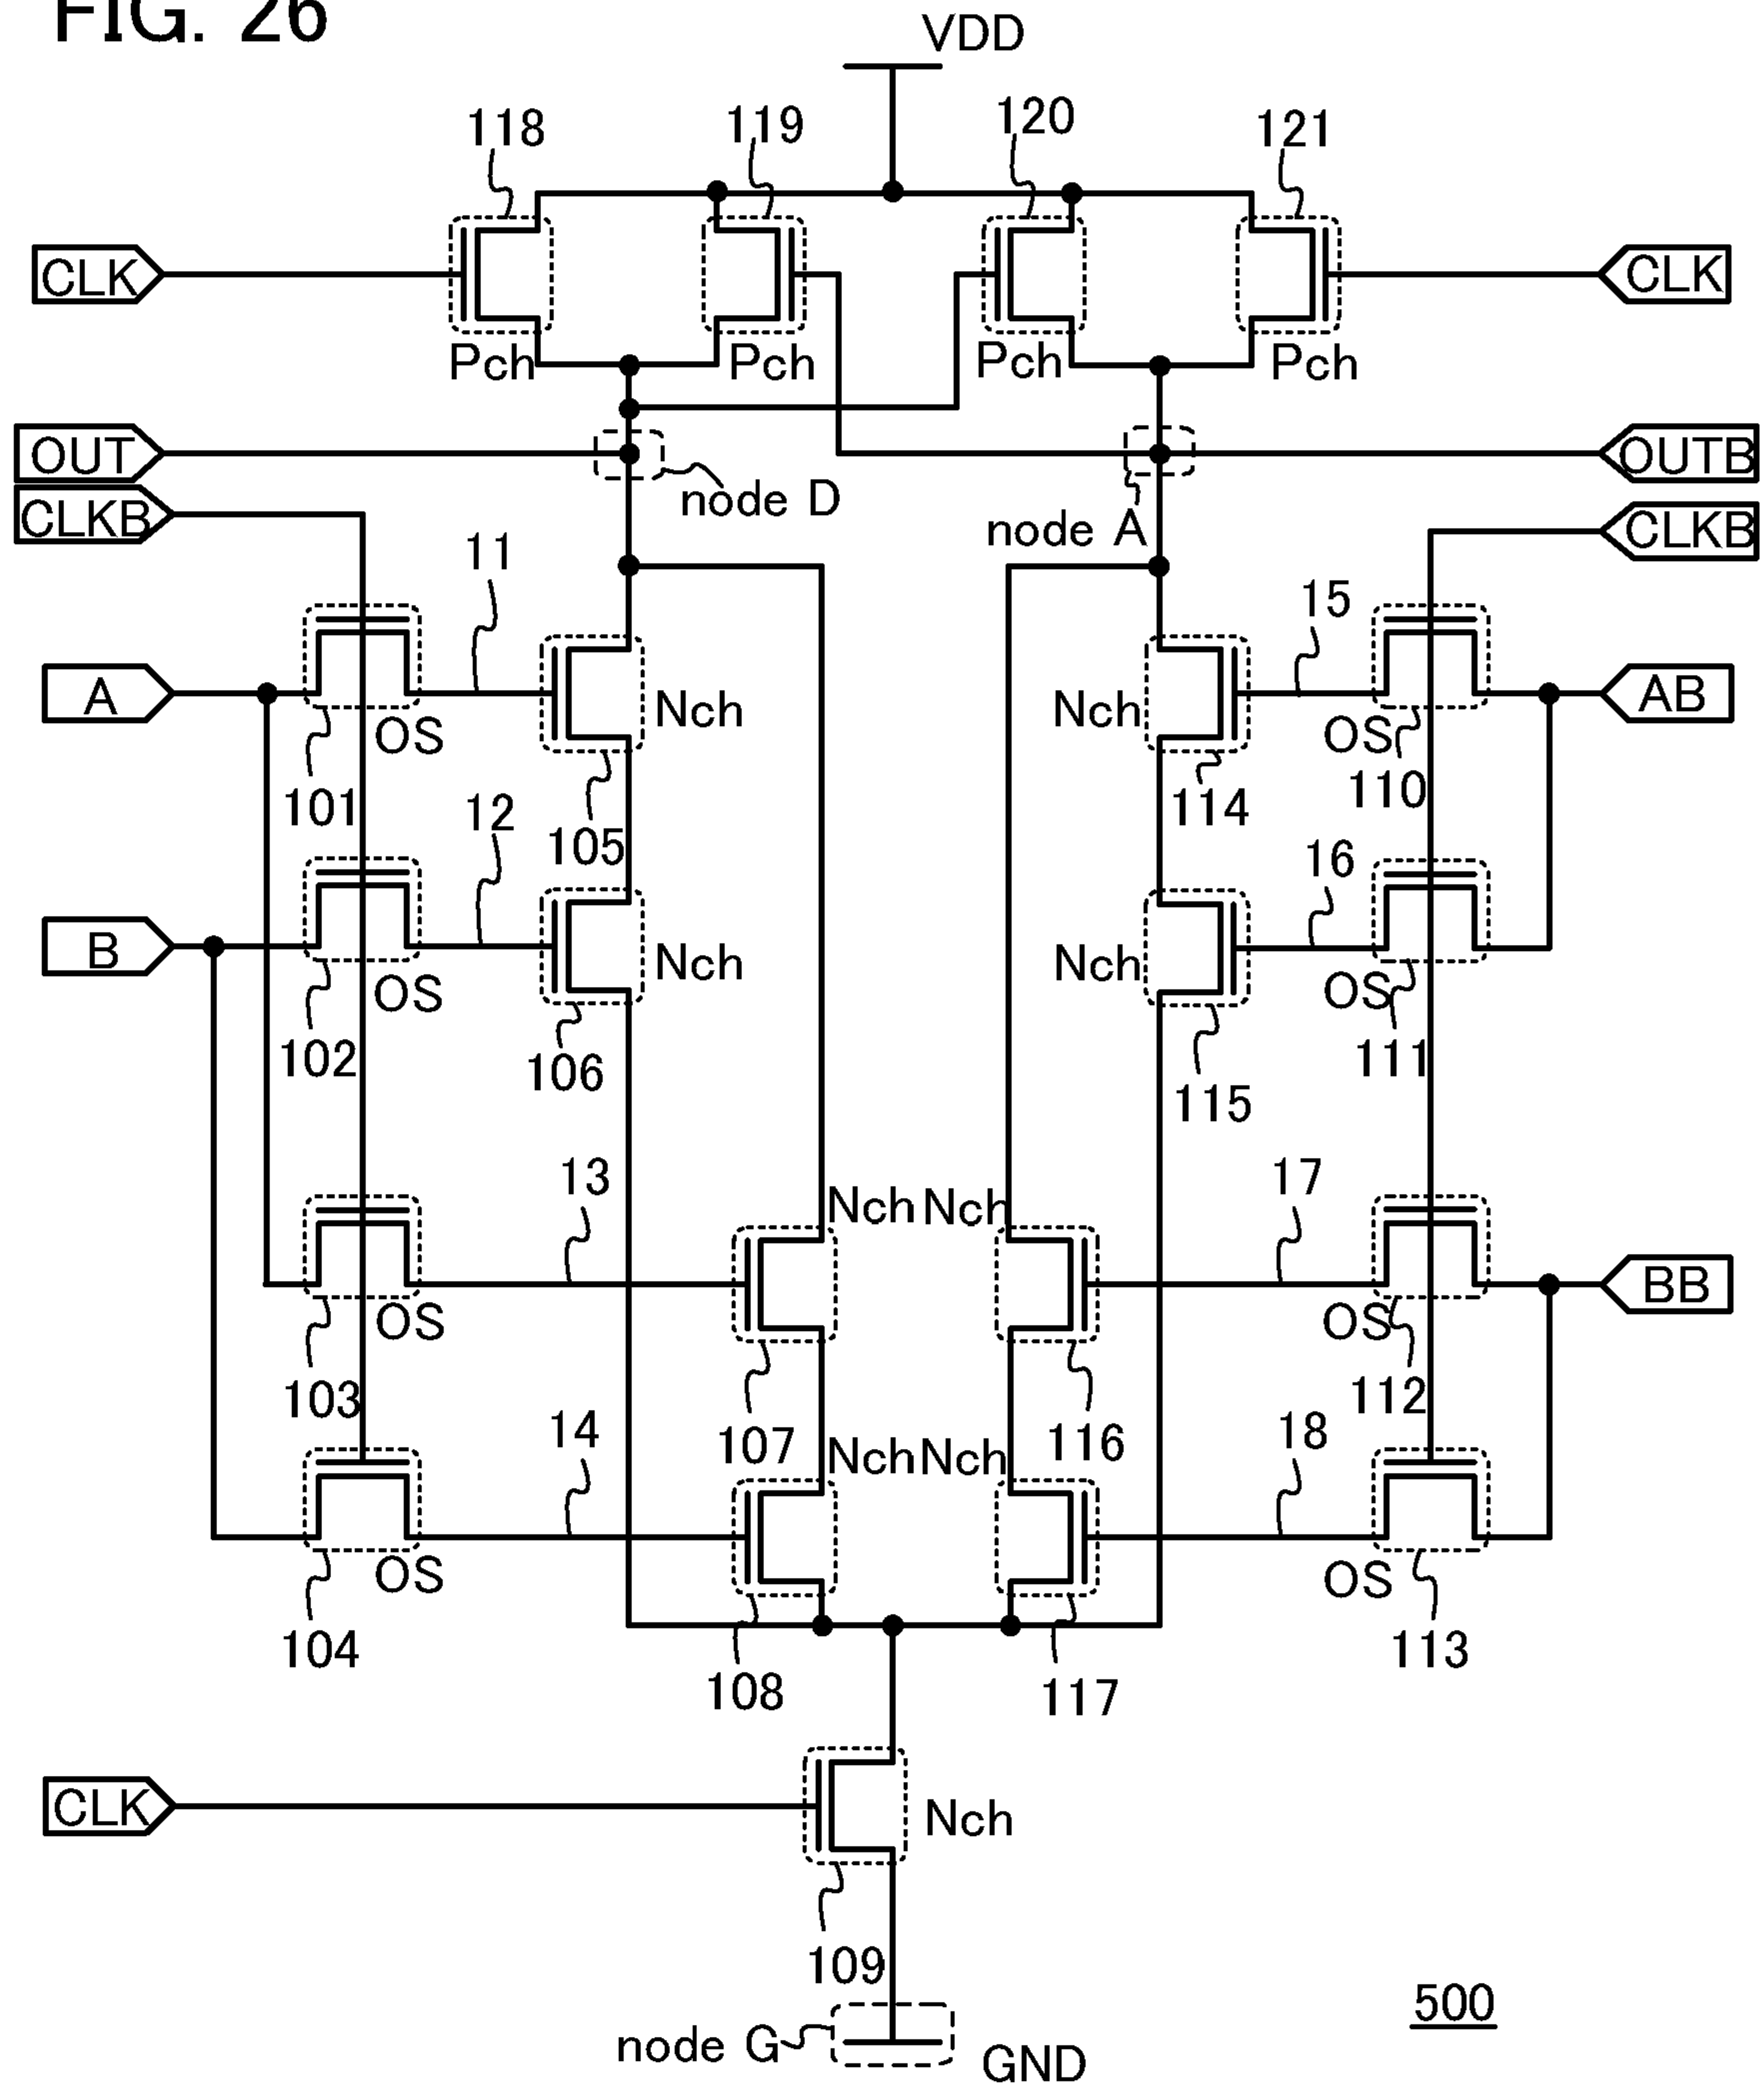 FIG. 26
VDD
118
119
120
121
CLK
CLK
Pch
Pch
Pch
Pch
OUT
OUTB
node D
node A
CLKB
CLKB
11
15
A
AB
Nch
Nch
OS
OS
101
105
114
110
12
16
B
BB
Nch
Nch
OS
OS
102
106
115
111
13
17
Nch
Nch
OS
OS
103
107
116
112
14
18
Nch
Nch
OS
OS
104
108
117
113
CLK
Nch
109
500
node G
GND